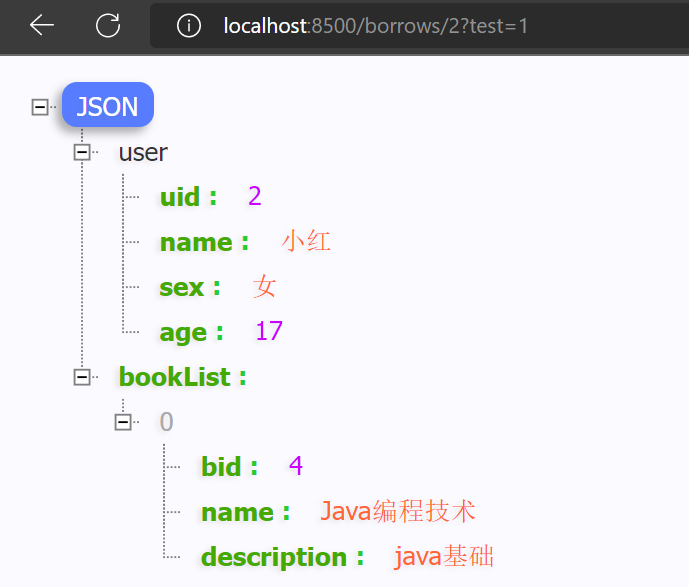 localhost:8500/borrows/2?test=1
JSON
user
uid : 2
name : 小红
sex : 女
age : 17
bookList :
0
bid : 4
name : Java编程技术
description : java基础